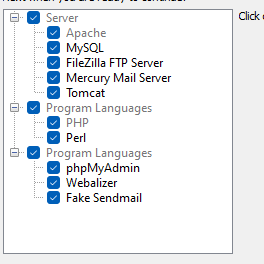 Server
Click
Apache
MySQL
FileZilla FTP Server
Mercury Mail Server
Tomcat
Program Languages
PHP
Perl
Program Languages
phpMyAdmin
Webalizer
Fake Sendmail